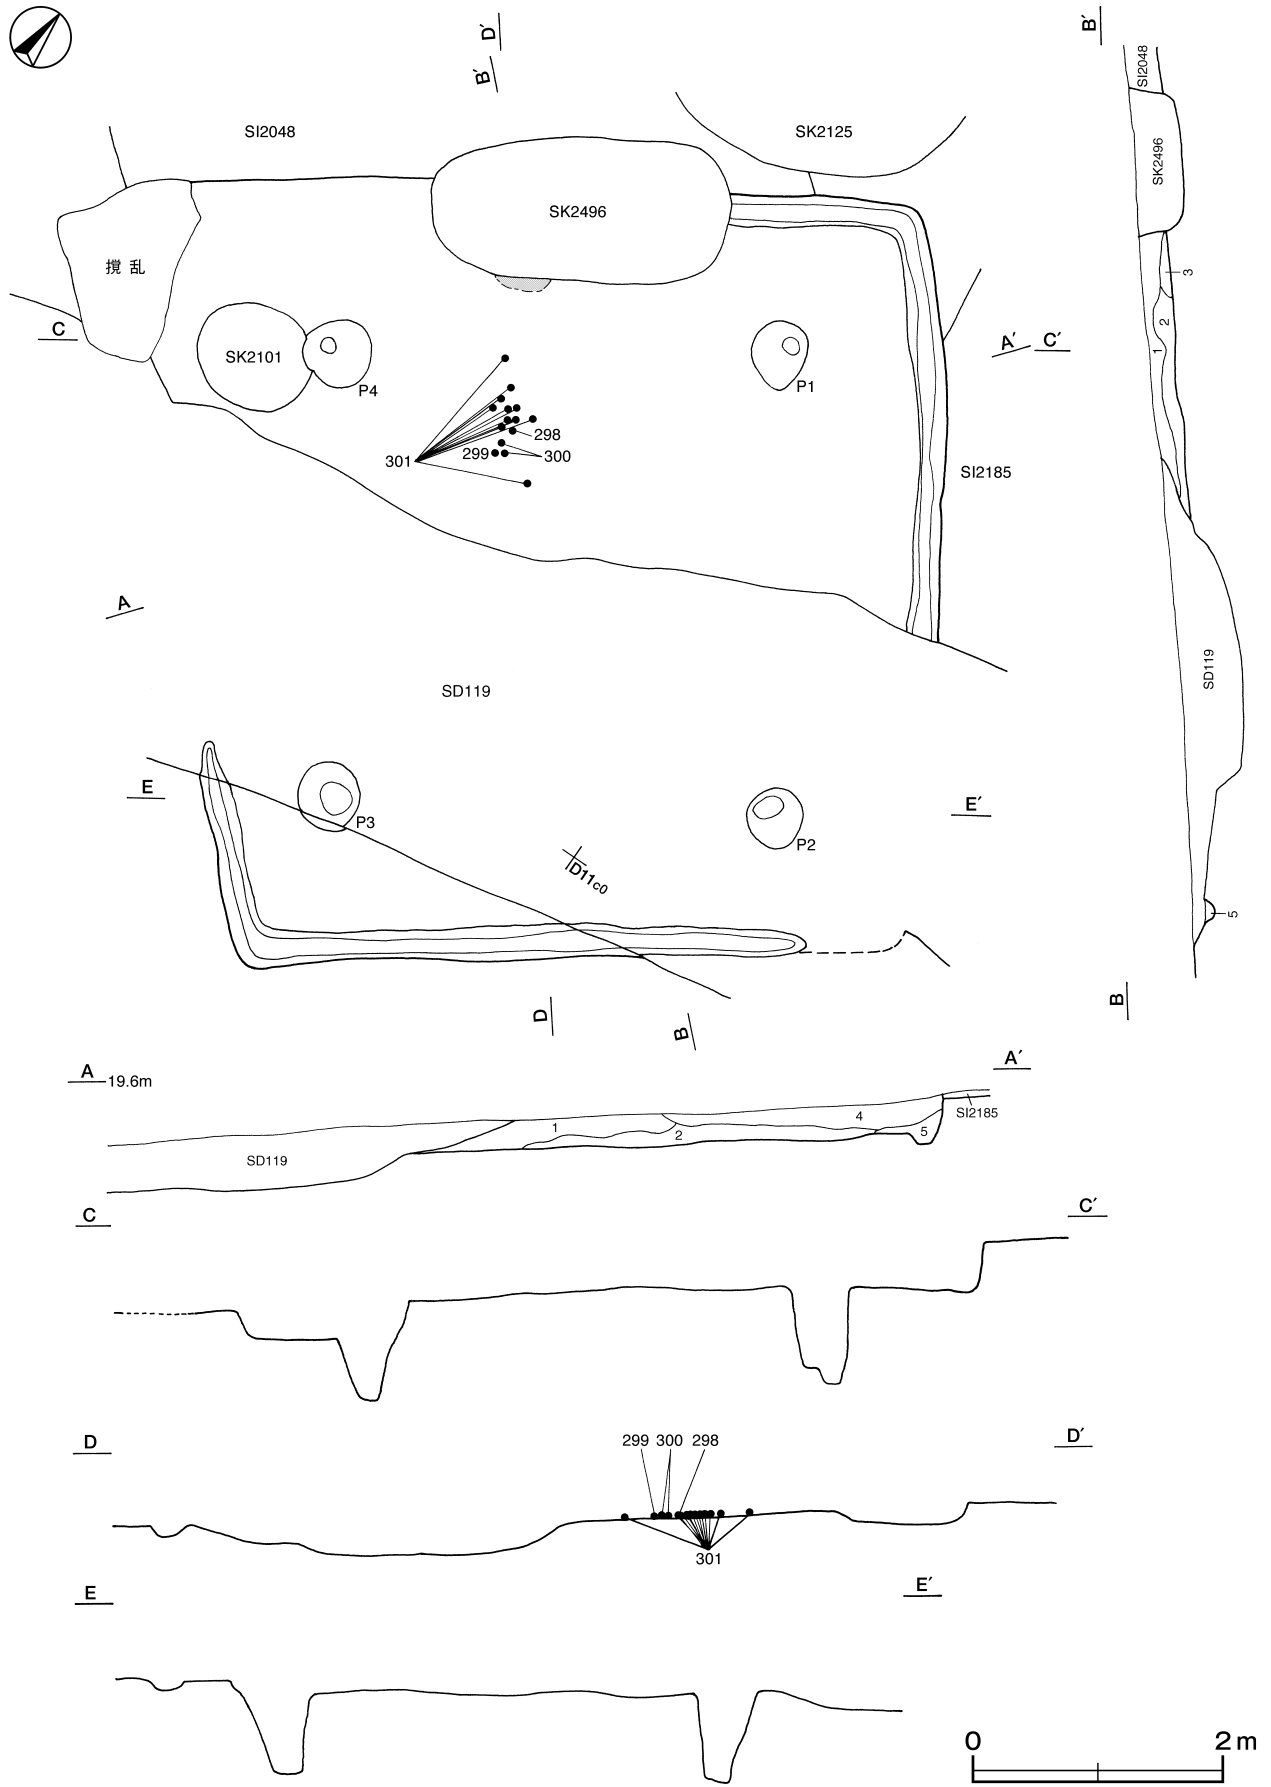 D′
B′
B′
SI2048
SK2125
SI2048
SK2496
SK2496
撹 乱
3
C
A′
C′
2
SK2101
P4
P1
1
298
299
300
301
SI2185
A
SD119
SD119
E
E′
P3
P2
D11c0
5
D
B
B
A
19.6m
A′
4
SI2185
1
2
5
SD119
C
C′
D
299
300
298
D′
301
E
E′
0
2m